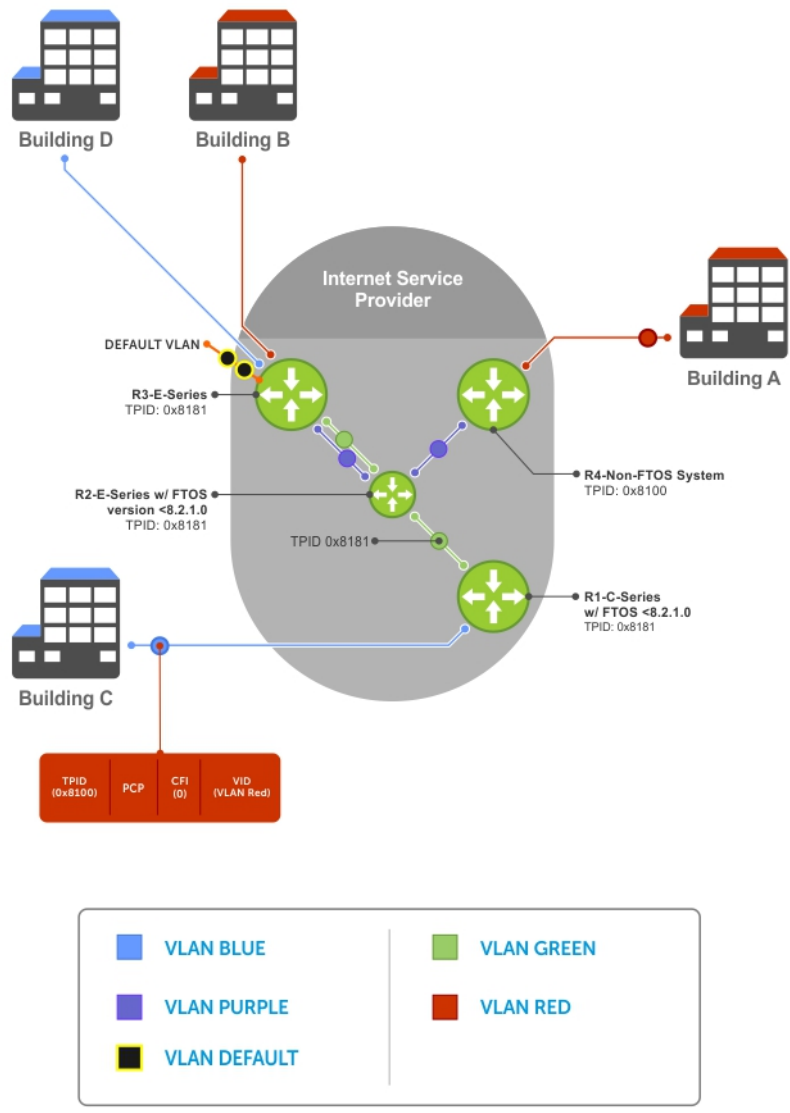 Building D
Building B
Internet Service
Provider
Building A
DEFAULT VLAN
R3-E-Series
TPID: 0x8181
R4-Non-FTOS System
TPID: 0x8100
R2-E-Series w/ FTOS
version <8.2.1.0
TPID: 0x8181
TPID 0x8181
R1-C-Series
w/ FTOS <8.2.1.0
TPID: 0x8181
Building C
TPID
(0x8100)
PCP
CFI
(0)
VID
(VLAN Red)
VLAN BLUE
VLAN GREEN
VLAN PURPLE
VLAN RED
VLAN DEFAULT